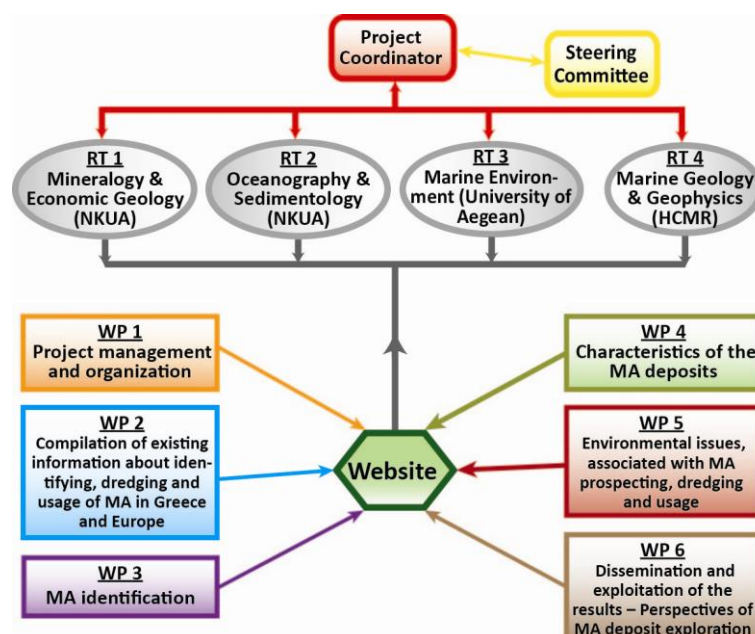 Project
Coordinator
Steering
Committee
RT 1
Mineralogy &
Economic Geology
(NKUA)
RT 2
Oceanography &
Sedimentology
(NKUA)
RT 3
Marine Environ-
ment (University of
Aegean)
RT 4
Marine Geology
& Geophysics
(HCMR)
WP 1
Project management
and organization
WP 2
Compilation of existing
information about iden-
tifying, dredging and
usage of MA in Greece
and Europe
WP 3
MA identification
Website
WP 4
Characteristics of the
MA deposits
WP 5
Environmental issues,
associated with MA
prospecting, dredging
and usage
WP 6
Dissemination and
exploitation of the
results – Perspectives of
MA deposit exploration